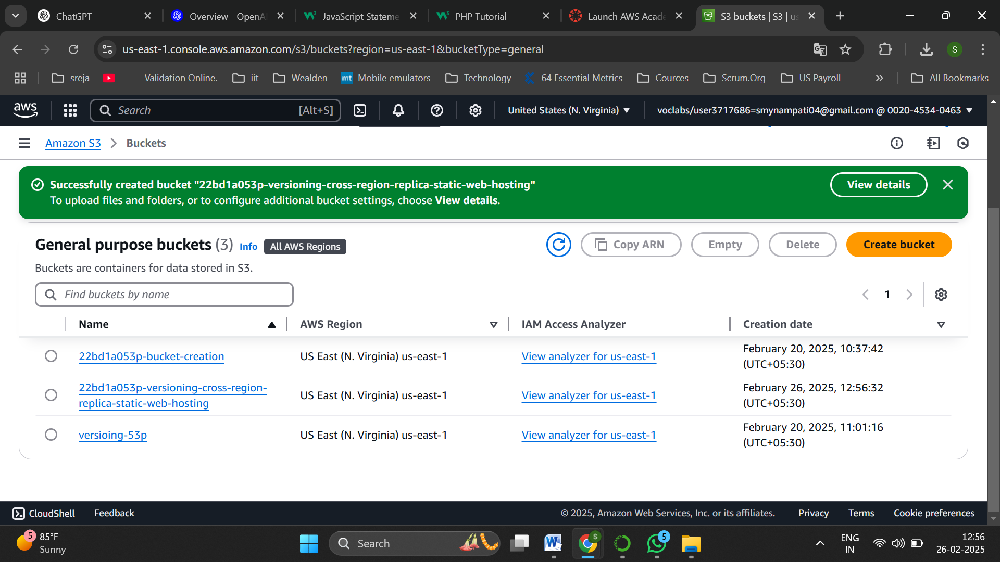 ChatGPT
Overview - OpenA
JavaScript Stateme
PHP Tutorial
Launch AWS Acade
S3 buckets | S3 | us
us-east-1.console.aws.amazon.com/s3/buckets?region=us-east-1&bucketType=general
S
sreja
Validation Online.
iit
Wealden
mt Mobile emulators
Technology
64 Essential Metrics
Cources
Scrum.Org
US Payroll
All Bookmarks
aws
Search [Alt+S]
United States (N. Virginia)
voclabs/user3717686=smynampati04@gmail.com @ 0020-4534-0463
Amazon S3 > Buckets
Successfully created bucket "22bd1a053p-versioning-cross-region-replica-static-web-hosting"
To upload files and folders, or to configure additional bucket settings, choose View details.
View details
General purpose buckets (3) Info All AWS Regions
Copy ARN
Empty
Delete
Create bucket
Buckets are containers for data stored in S3.
Find buckets by name
1
Name AWS Region IAM Access Analyzer Creation date
22bd1a053p-bucket-creation US East (N. Virginia) us-east-1 View analyzer for us-east-1 February 20, 2025, 10:37:42
(UTC+05:30)
22bd1a053p-versioning-cross-region-
replica-static-web-hosting US East (N. Virginia) us-east-1 View analyzer for us-east-1 February 26, 2025, 12:56:32
(UTC+05:30)
versioing-53p US East (N. Virginia) us-east-1 View analyzer for us-east-1 February 20, 2025, 11:01:16
(UTC+05:30)
CloudShell Feedback © 2025, Amazon Web Services, Inc. or its affiliates. Privacy Terms Cookie preferences
5
85°F
Sunny
Search
W
S
5
ENG
IN
12:56
26-02-2025